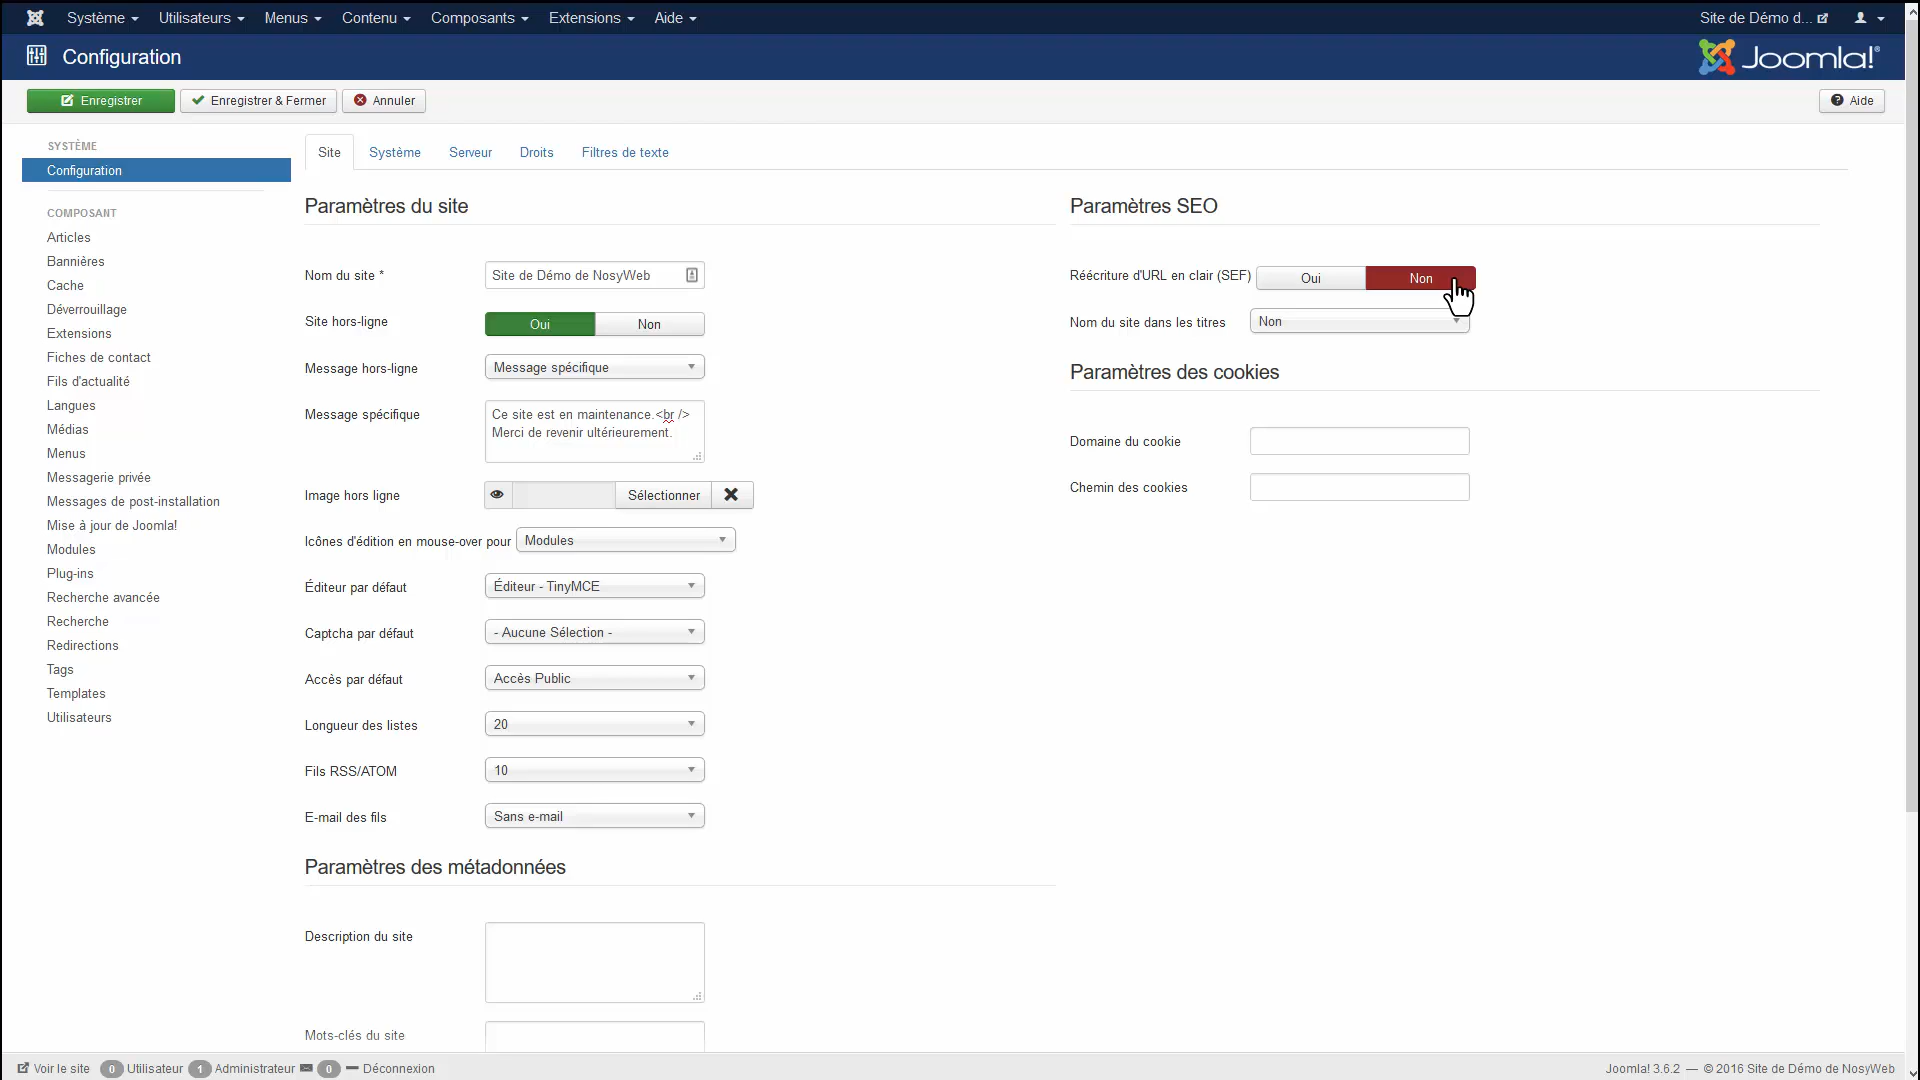 Système Utilisateurs Menus Contenu Composants Extensions Aide Site de Démo d...
Configuration
Joomla!®
Enregistrer Enregistrer & Fermer Annuler Aide
SYSTÈME
Configuration
COMPOSANT
Articles
Bannières
Cache
Déverrouillage
Extensions
Fiches de contact
Fils d'actualité
Langues
Médias
Menus
Messagerie privée
Messages de post-installation
Mise à jour de Joomla!
Modules
Plug-ins
Recherche avancée
Recherche
Redirections
Tags
Templates
Utilisateurs
Site Système Serveur Droits Filtres de texte
Paramètres du site
Nom du site * Site de Démo de NosyWeb
Site hors-ligne Oui Non
Message hors-ligne Message spécifique
Message spécifique Ce site est en maintenance.<br />
Merci de revenir ultérieurement.
Image hors ligne Sélectionner
Icônes d'édition en mouse-over pour Modules
Éditeur par défaut Éditeur - TinyMCE
Captcha par défaut - Aucune Sélection -
Accès par défaut Accès Public
Longueur des listes 20
Fils RSS/ATOM 10
E-mail des fils Sans e-mail
Paramètres des métadonnées
Description du site
Mots-clés du site
Paramètres SEO
Réécriture d'URL en clair (SEF) Oui Non
Nom du site dans les titres Non
Paramètres des cookies
Domaine du cookie
Chemin des cookies
Voir le site 0 Utilisateur 1 Administrateur 0 Déconnexion
Joomla! 3.6.2 — © 2016 Site de Démo de NosyWeb